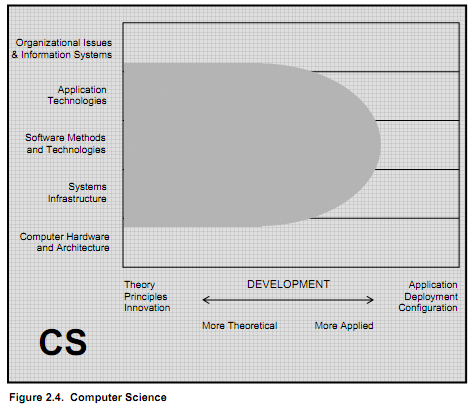 Organizational Issues
& Information Systems
Application
Technologies
Software Methods
and Technologies
Systems
Infrastructure
Computer Hardware
and Architecture
Theory
Principles
Innovation
DEVELOPMENT
More Theoretical
More Applied
Application
Deployment
Configuration
CS
Figure 2.4. Computer Science